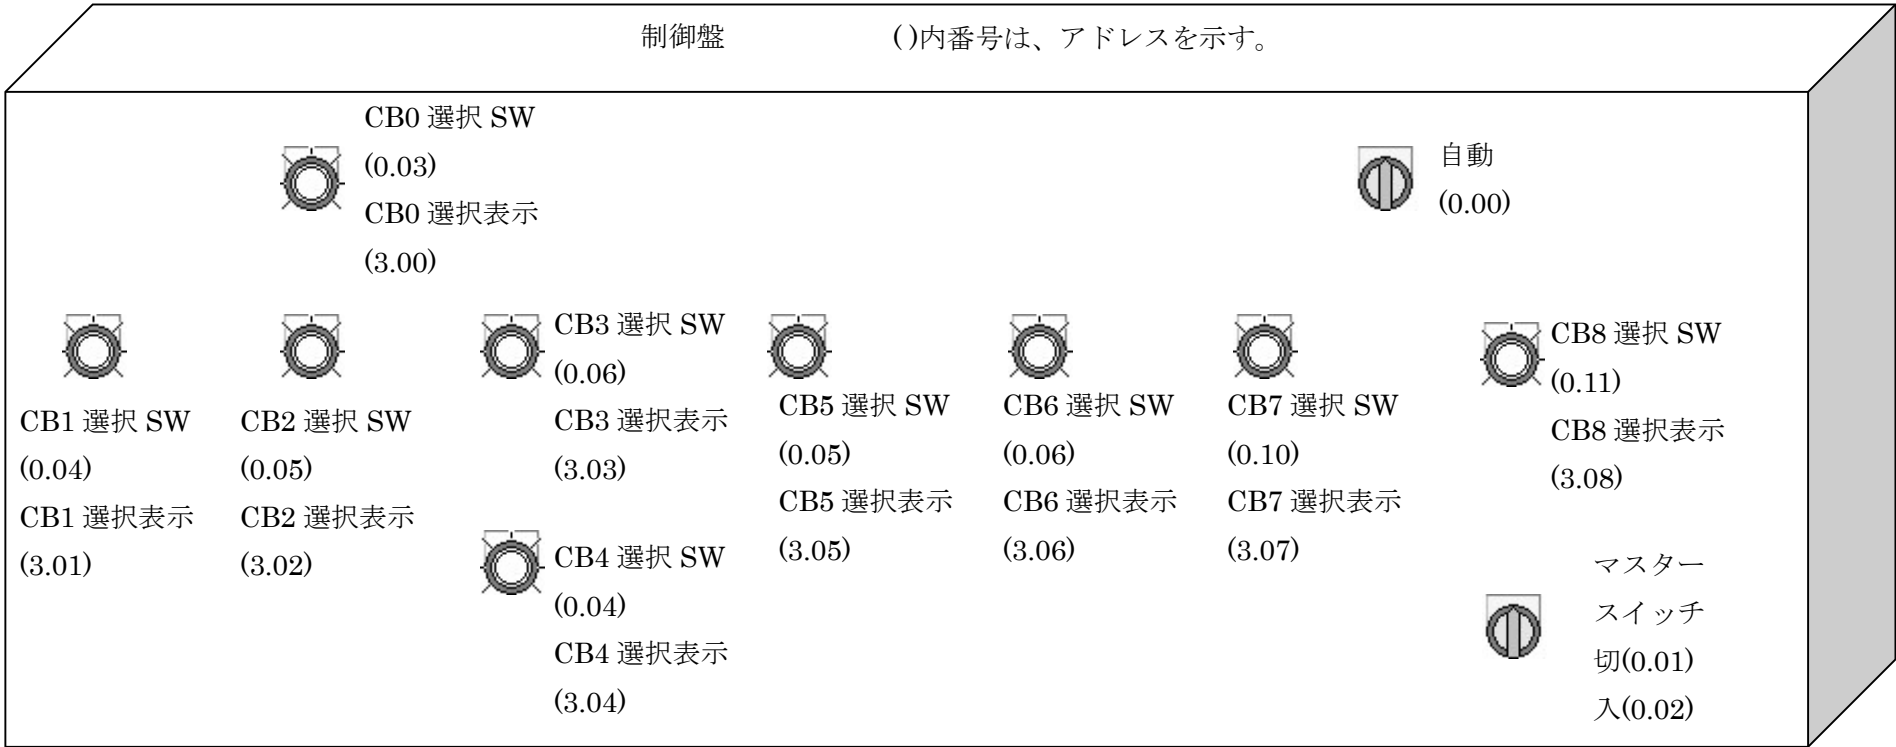 制御盤 ()内番号は、アドレスを示す。
CB0 選択 SW
(0.03)
CB0 選択表示
(3.00)
自動
(0.00)
CB1 選択 SW
(0.04)
CB1 選択表示
(3.01)
CB2 選択 SW
(0.05)
CB2 選択表示
(3.02)
CB3 選択 SW
(0.06)
CB3 選択表示
(3.03)
CB4 選択 SW
(0.04)
CB4 選択表示
(3.04)
CB5 選択 SW
(0.05)
CB5 選択表示
(3.05)
CB6 選択 SW
(0.06)
CB6 選択表示
(3.06)
CB7 選択 SW
(0.10)
CB7 選択表示
(3.07)
CB8 選択 SW
(0.11)
CB8 選択表示
(3.08)
マスター
スイッチ
切(0.01)
入(0.02)